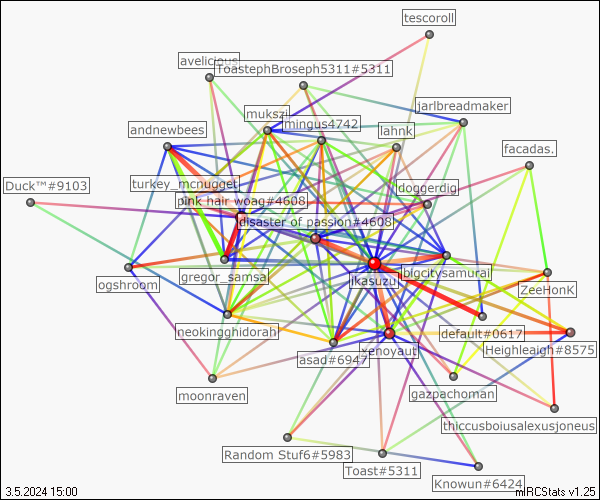 tescoroll
avelicious
ToastephBroseph5311#5311
jarlbreadmaker
mukszi
mingus4742
andnewbees
lahnk
facadas.
Duck™#9103
turkey_mcnugget
doggerdig
pink hair woag#4608
disaster of passion#4608
gregor_samsa
jkasuzu
bigcitysamurai
ogshroom
ZeeHonK
neokingghidorah
default#0617
xenoyaut
Heighleaigh#8575
asad#6947
moonraven
gazpachoman
thiccusboiusalexusjoneus
Random Stuf6#5983
Toast#5311
Knowun#6424
3.5.2024 15:00
mIRCStats v1.25